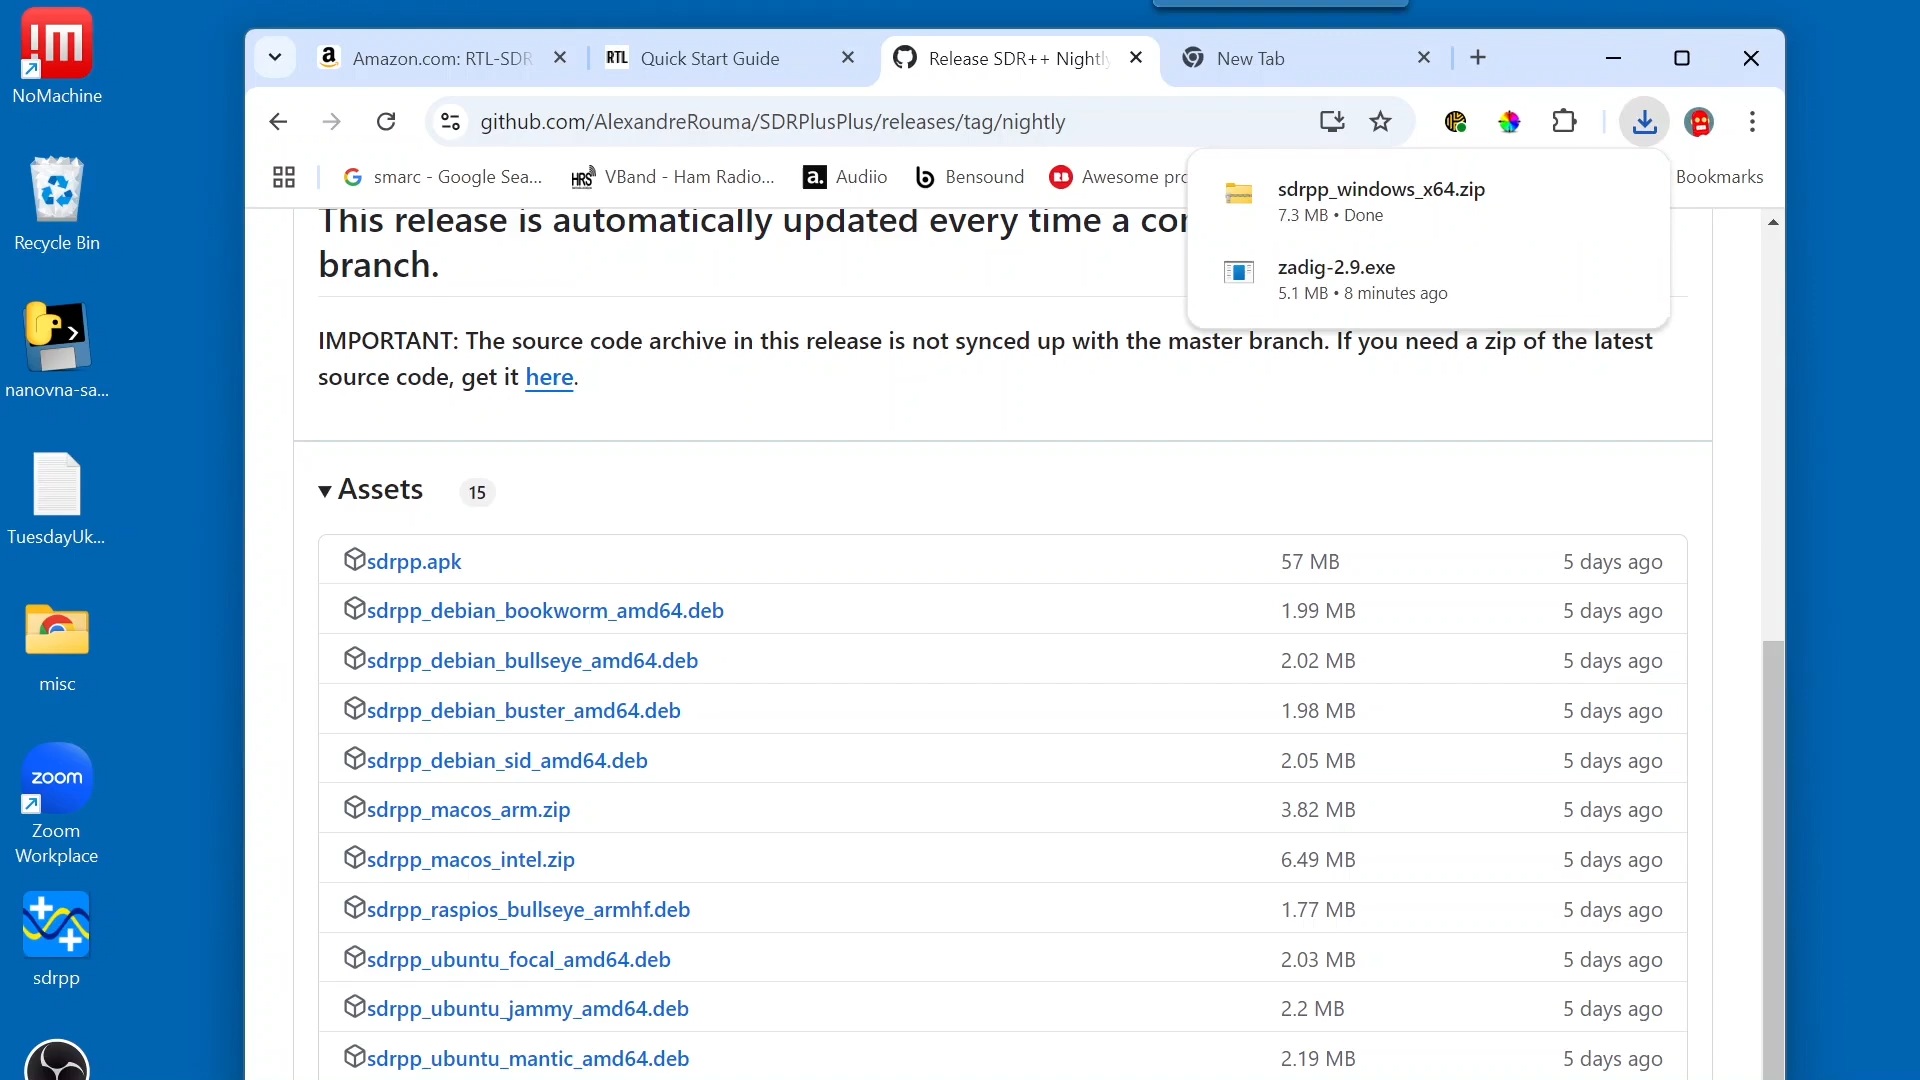 NoMachine
Recycle Bin
nanovna-sa...
TuesdayUk...
misc
zoom
Zoom
Workplace
sdrpp
Amazon.com: RTL-SDR
RTL
Quick Start Guide
Release SDR++ Nightly
New Tab
github.com/AlexandreRouma/SDRPlusPlus/releases/tag/nightly
smarc - Google Sea...
HRS
VBand - Ham Radio...
a.
Audiio
b
Bensound
Awesome pro
Bookmarks
sdrpp_windows_x64.zip
7.3 MB • Done
zadig-2.9.exe
5.1 MB • 8 minutes ago
This release is automatically updated every time a co
branch.
IMPORTANT: The source code archive in this release is not synced up with the master branch. If you need a zip of the latest
source code, get it here.
Assets 15
sdrpp.apk 57 MB 5 days ago
sdrpp_debian_bookworm_amd64.deb 1.99 MB 5 days ago
sdrpp_debian_bullseye_amd64.deb 2.02 MB 5 days ago
sdrpp_debian_buster_amd64.deb 1.98 MB 5 days ago
sdrpp_debian_sid_amd64.deb 2.05 MB 5 days ago
sdrpp_macos_arm.zip 3.82 MB 5 days ago
sdrpp_macos_intel.zip 6.49 MB 5 days ago
sdrpp_raspios_bullseye_armhf.deb 1.77 MB 5 days ago
sdrpp_ubuntu_focal_amd64.deb 2.03 MB 5 days ago
sdrpp_ubuntu_jammy_amd64.deb 2.2 MB 5 days ago
sdrpp_ubuntu_mantic_amd64.deb 2.19 MB 5 days ago